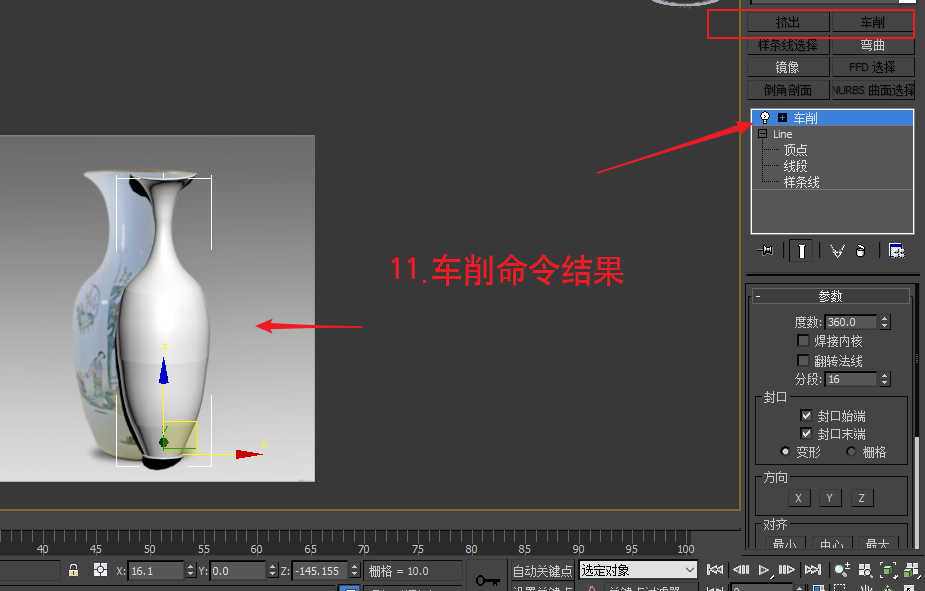 挤出 车削
样条线选择 弯曲
镜像 FFD 选择
倒角剖面 NURBS 曲面选择
车削
Line
顶点
线段
样条线
11.车削命令结果
参数
度数: 360.0
焊接内核
翻转法线
分段: 16
封口
封口始端
封口末端
变形 栅格
方向
X Y Z
对齐
最小 中心 最大
z
y
x
40 45 50 55 60 65 70 75 80 85 90 95 100
X: 16.1 Y: 0.0 Z: -145.155 栅格 = 10.0 自动关键点 选定对象
设置关键点 关键点过滤器